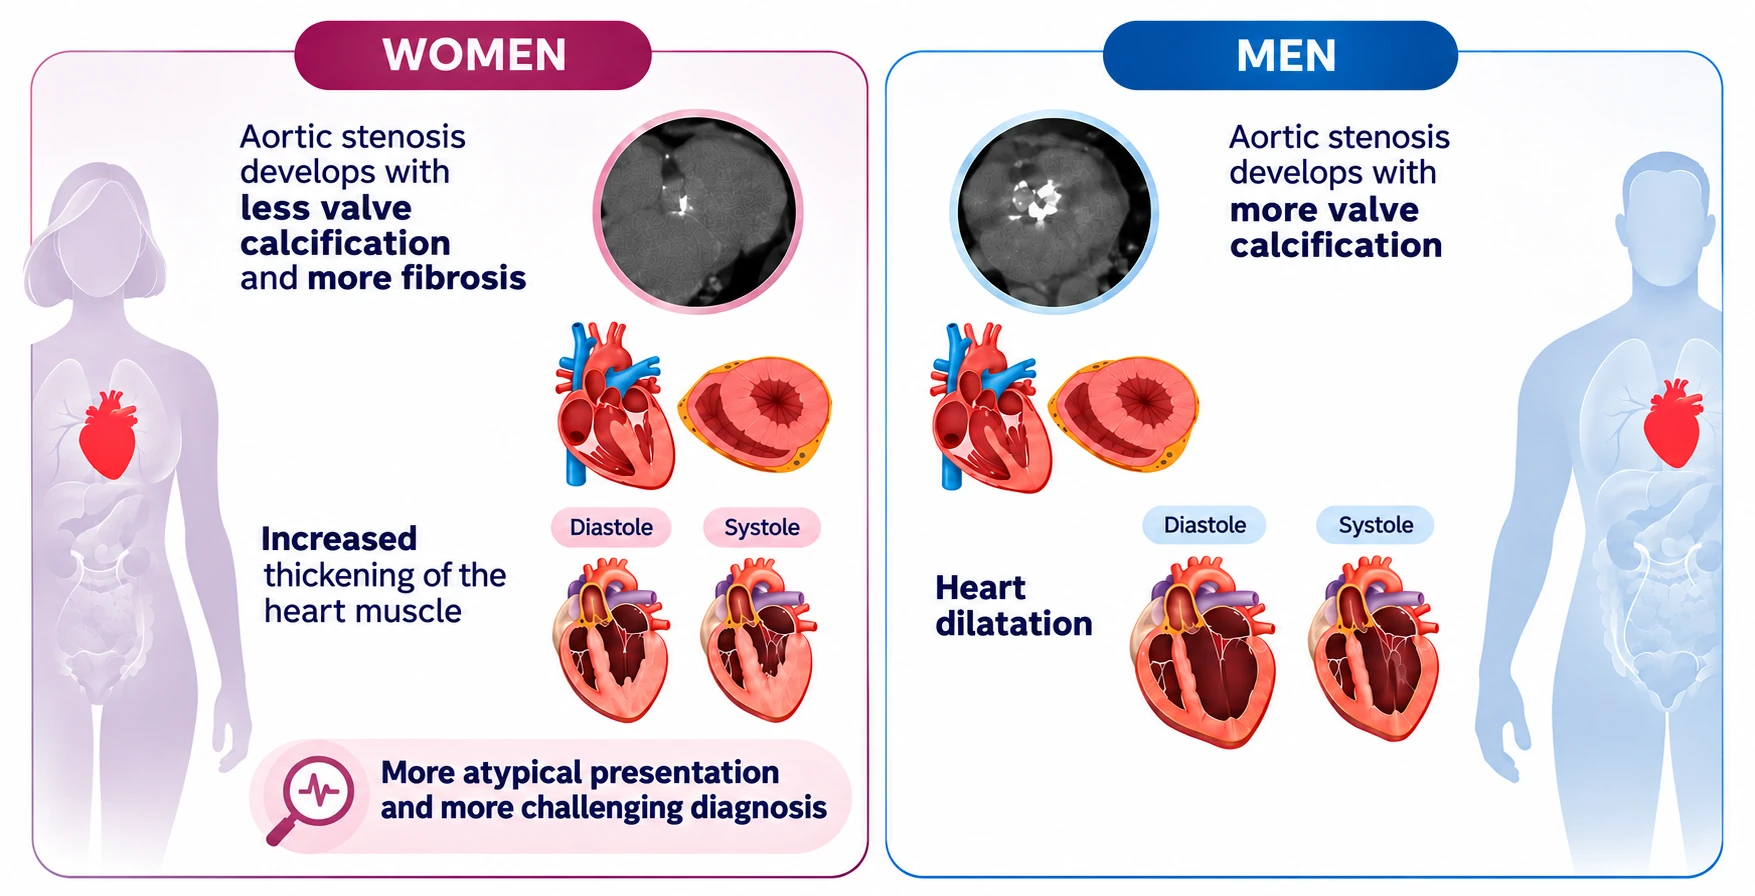 WOMEN
Aortic stenosis
develops with
less valve
calcification
and more fibrosis
Increased
thickening of the
heart muscle
Diastole
Systole
More atypical presentation
and more challenging diagnosis
MEN
Aortic stenosis
develops with
more valve
calcification
Heart
dilatation
Diastole
Systole